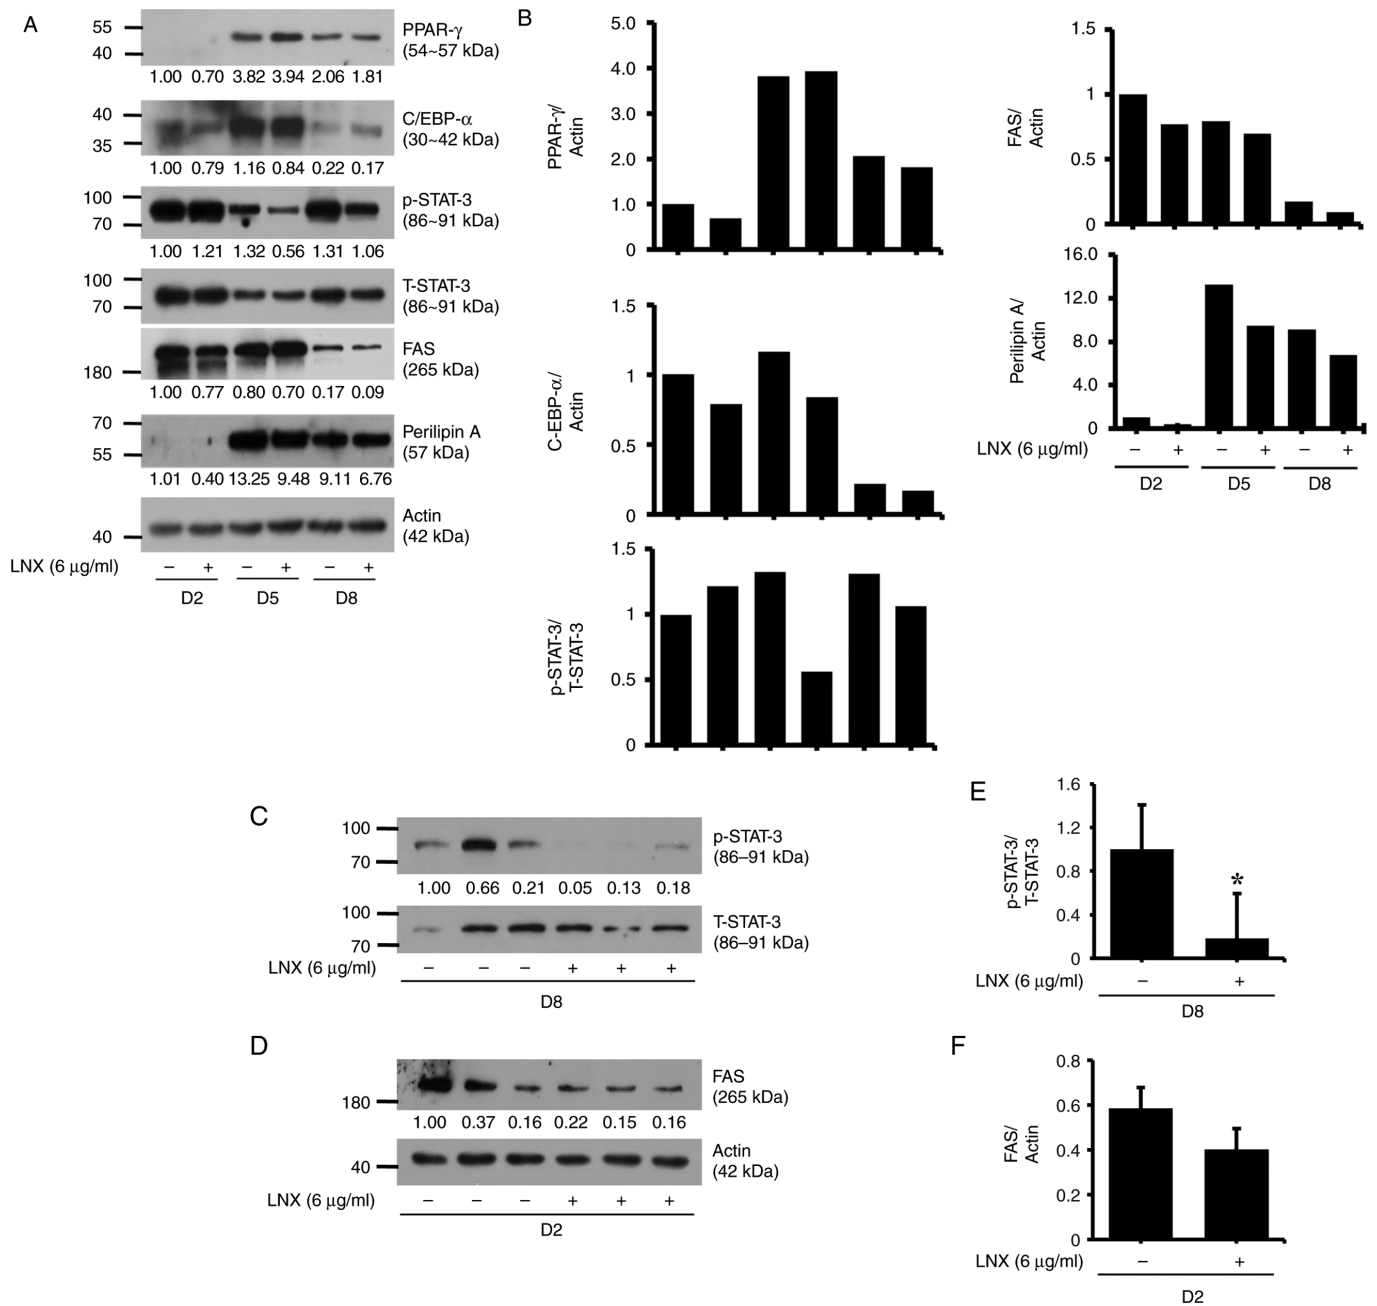 A
55
40
PPAR-γ
(54~57 kDa)
1.00 0.70 3.82 3.94 2.06 1.81
40
35
C/EBP-α
(30~42 kDa)
1.00 0.79 1.16 0.84 0.22 0.17
100
70
p-STAT-3
(86~91 kDa)
1.00 1.21 1.32 0.56 1.31 1.06
100
70
T-STAT-3
(86~91 kDa)
180
FAS
(265 kDa)
1.00 0.77 0.80 0.70 0.17 0.09
70
55
Perilipin A
(57 kDa)
1.01 0.40 13.25 9.48 9.11 6.76
40
Actin
(42 kDa)
LNX (6 μg/ml) – + – + – +
D2 D5 D8
B
PPAR-γ/
Actin
5.0
4.0
3.0
2.0
1.0
0
C-EBP-α/
Actin
1.5
1
0.5
0
p-STAT-3/
T-STAT-3
1.5
1
0.5
0
FAS/
Actin
1.5
1
0.5
0
Perilipin A/
Actin
16.0
12.0
8.0
4.0
0
LNX (6 μg/ml) – + – + – +
D2 D5 D8
C
100
70
p-STAT-3
(86–91 kDa)
1.00 0.66 0.21 0.05 0.13 0.18
100
70
T-STAT-3
(86–91 kDa)
LNX (6 μg/ml) – – – + + +
D8
D
180
FAS
(265 kDa)
1.00 0.37 0.16 0.22 0.15 0.16
40
Actin
(42 kDa)
LNX (6 μg/ml) – – – + + +
D2
E
p-STAT-3/
T-STAT-3
1.6
1.2
0.8
0.4
0
*
LNX (6 μg/ml) – +
D8
F
FAS/
Actin
0.8
0.6
0.4
0.2
0
LNX (6 μg/ml) – +
D2